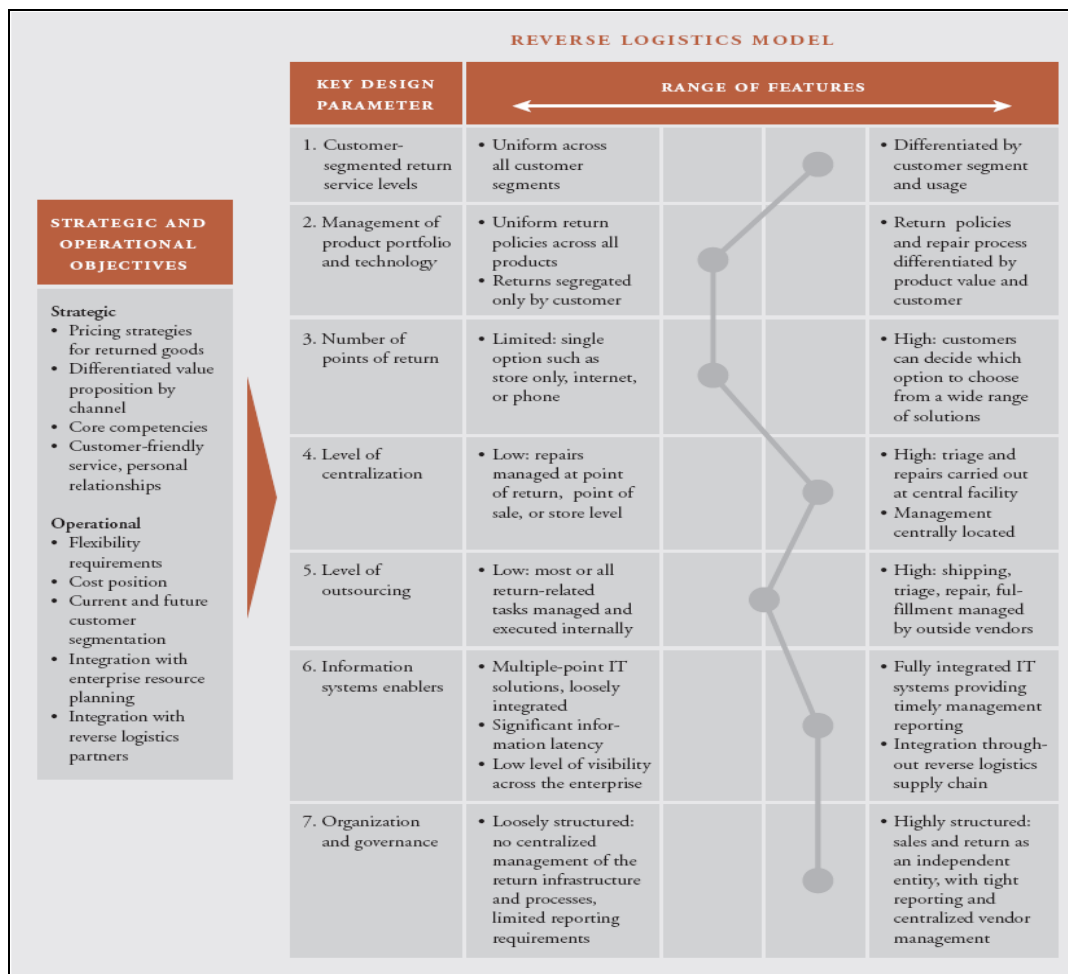 REVERSE LOGISTICS MODEL
KEY DESIGN
PARAMETER
RANGE OF FEATURES
STRATEGIC AND
OPERATIONAL
OBJECTIVES
Strategic
• Pricing strategies
for returned goods
• Differentiated value
proposition by
channel
• Core competencies
• Customer-friendly
service, personal
relationships
Operational
• Flexibility
requirements
• Cost position
• Current and future
customer
segmentation
• Integration with
enterprise resource
planning
• Integration with
reverse logistics
partners
1. Customer-
segmented return
service levels
• Uniform across
all customer
segments
• Differentiated by
customer segment
and usage
2. Management of
product portfolio
and technology
• Uniform return
policies across all
products
• Returns segregated
only by customer
• Return policies
and repair process
differentiated by
product value and
customer
3. Number of
points of return
• Limited: single
option such as
store only, internet,
or phone
• High: customers
can decide which
option to choose
from a wide range
of solutions
4. Level of
centralization
• Low: repairs
managed at point
of return, point of
sale, or store level
• High: triage and
repairs carried out
at central facility
• Management
centrally located
5. Level of
outsourcing
• Low: most or all
return-related
tasks managed and
executed internally
• High: shipping,
triage, repair, ful-
fillment managed
by outside vendors
6. Information
systems enablers
• Multiple-point IT
solutions, loosely
integrated
• Significant infor-
mation latency
• Low level of visibility
across the enterprise
• Fully integrated IT
systems providing
timely management
reporting
• Integration through-
out reverse logistics
supply chain
7. Organization
and governance
• Loosely structured:
no centralized
management of the
return infrastructure
and processes,
limited reporting
requirements
• Highly structured:
sales and return as
an independent
entity, with tight
reporting and
centralized vendor
management